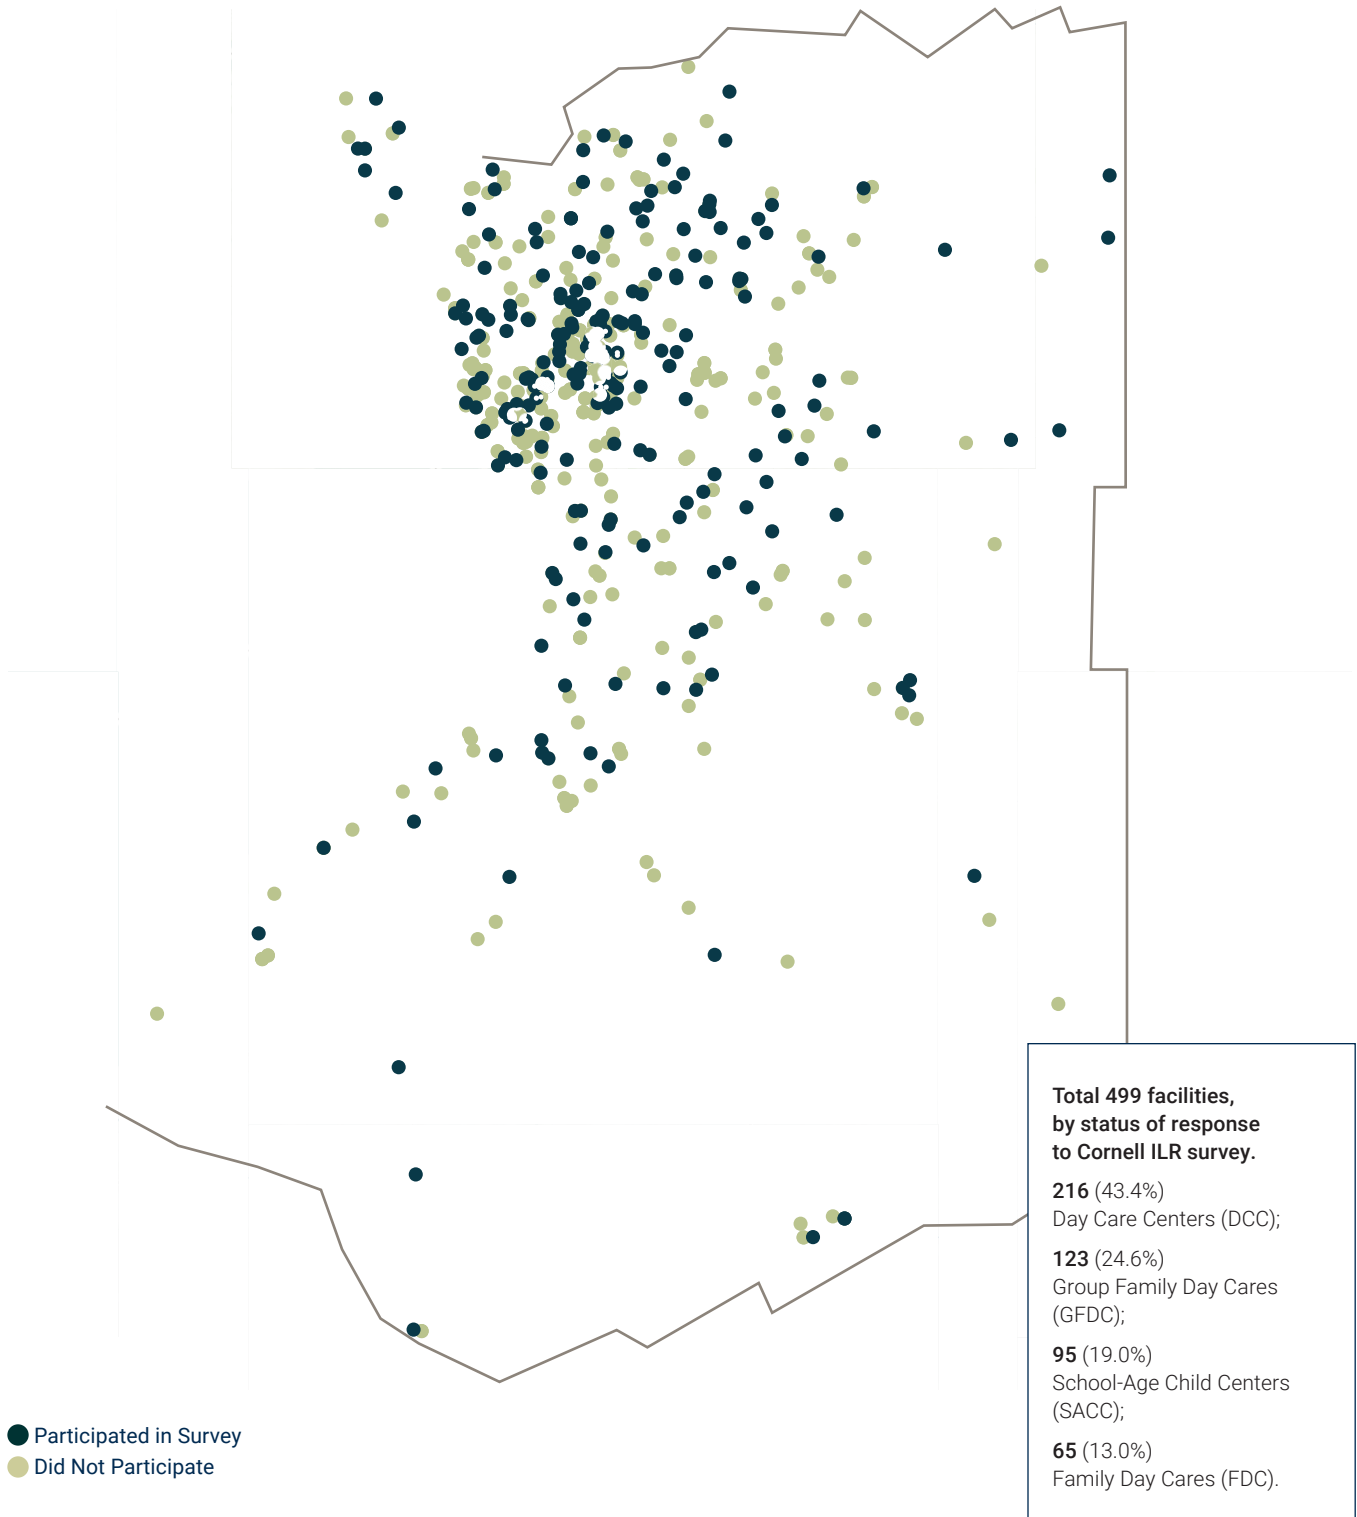 Total 499 facilities,
by status of response
to Cornell ILR survey.
216 (43.4%)
Day Care Centers (DCC);
123 (24.6%)
Group Family Day Cares
(GFDC);
95 (19.0%)
School-Age Child Centers
(SACC);
65 (13.0%)
Family Day Cares (FDC).
Participated in Survey
Did Not Participate